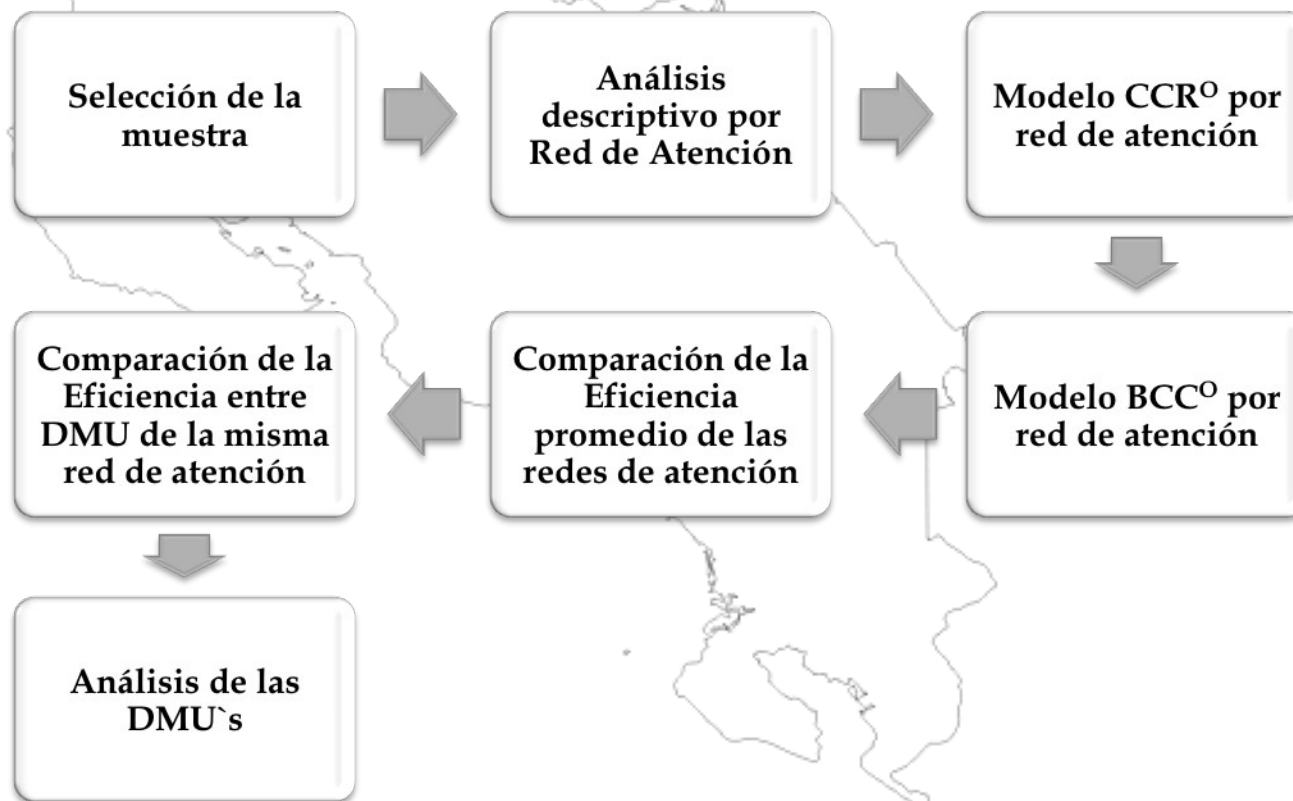 Selección de la
muestra
Análisis
descriptivo por
Red de Atención
Modelo CCRᴼ por
red de atención
Modelo BCCᴼ por
red de atención
Comparación de la
Eficiencia
promedio de las
redes de atención
Comparación de la
Eficiencia entre
DMU de la misma
red de atención
Análisis de las
DMU`s